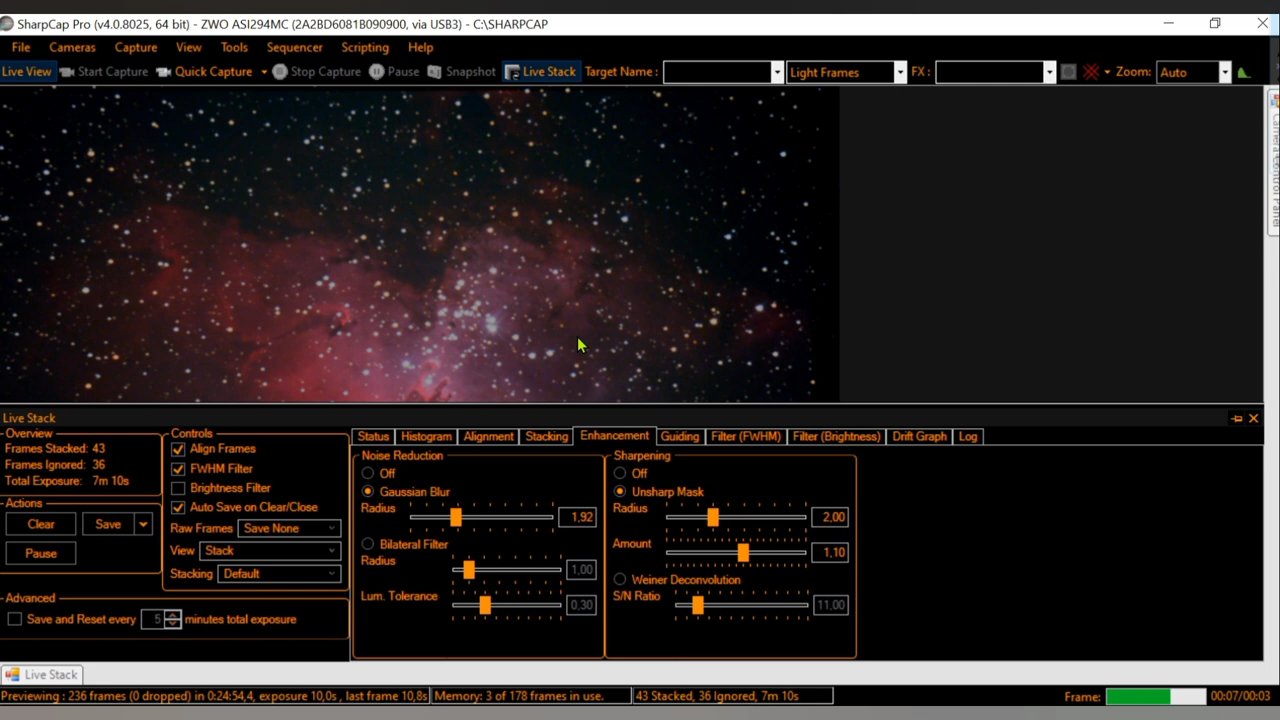 SharpCap Pro (v4.0.8025, 64 bit) - ZWO ASI294MC (2A2BD6081B090900, via USB3) - C:\SHARPCAP
File Cameras Capture View Tools Sequencer Scripting Help
Live View Start Capture Quick Capture Stop Capture Pause Snapshot Live Stack Target Name : Light Frames FX : Zoom: Auto
Camera Control Panel
Live Stack
Overview
Frames Stacked: 43
Frames Ignored: 36
Total Exposure: 7m 10s
Actions
Clear Save
Pause
Controls
Align Frames
FWHM Filter
Brightness Filter
Auto Save on Clear/Close
Raw Frames Save None
View Stack
Stacking Default
Advanced
Save and Reset every 5 minutes total exposure
Status Histogram Alignment Stacking Enhancement Guiding Filter (FWHM) Filter (Brightness) Drift Graph Log
Noise Reduction
Off
Gaussian Blur
Radius 1,92
Bilateral Filter
Radius 1,00
Lum. Tolerance 0,30
Sharpening
Off
Unsharp Mask
Radius 2,00
Amount 1,10
Weiner Deconvolution
S/N Ratio 11,00
Live Stack
Previewing : 236 frames (0 dropped) in 0:24:54,4, exposure 10,0s , last frame 10,8s Memory: 3 of 178 frames in use. 43 Stacked, 36 Ignored, 7m 10s Frame: 00:07/00:03